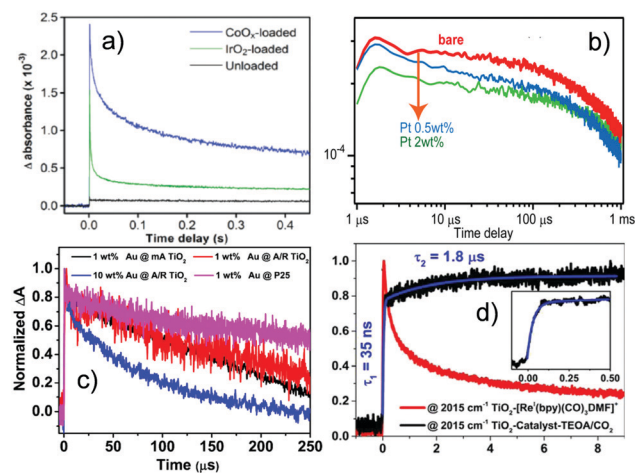 a)
CoOₓ-loaded
IrO₂-loaded
Unloaded
Δ absorbance (x 10⁻³)
2.5
2.0
1.5
1.0
0.5
0.0
0.0 0.1 0.2 0.3 0.4
Time delay (s)
b)
bare
Pt 0.5wt%
Pt 2wt%
10⁻⁴
1 μs 10 μs 100 μs 1 ms
Time delay
1 wt% Au @ mA TiO₂ 1 wt% Au @ A/R TiO₂
10 wt% Au @ A/R TiO₂ 1 wt% Au @ P25
Normalized ΔA
1.0
0.8
0.6
0.4
0.2
0.0
c)
0 50 100 150 200 250
Time (μs)
τ₂ = 1.8 μs
d)
τ₁ = 35 ns
1.0
0.8
0.6
0.4
0.2
0.0
0.00 0.25 0.50
@ 2015 cm⁻¹ TiO₂-[Reᴵ(bpy)(CO)₃DMF]⁺
@ 2015 cm⁻¹ TiO₂-Catalyst-TEOA/CO₂
0 2 4 6 8